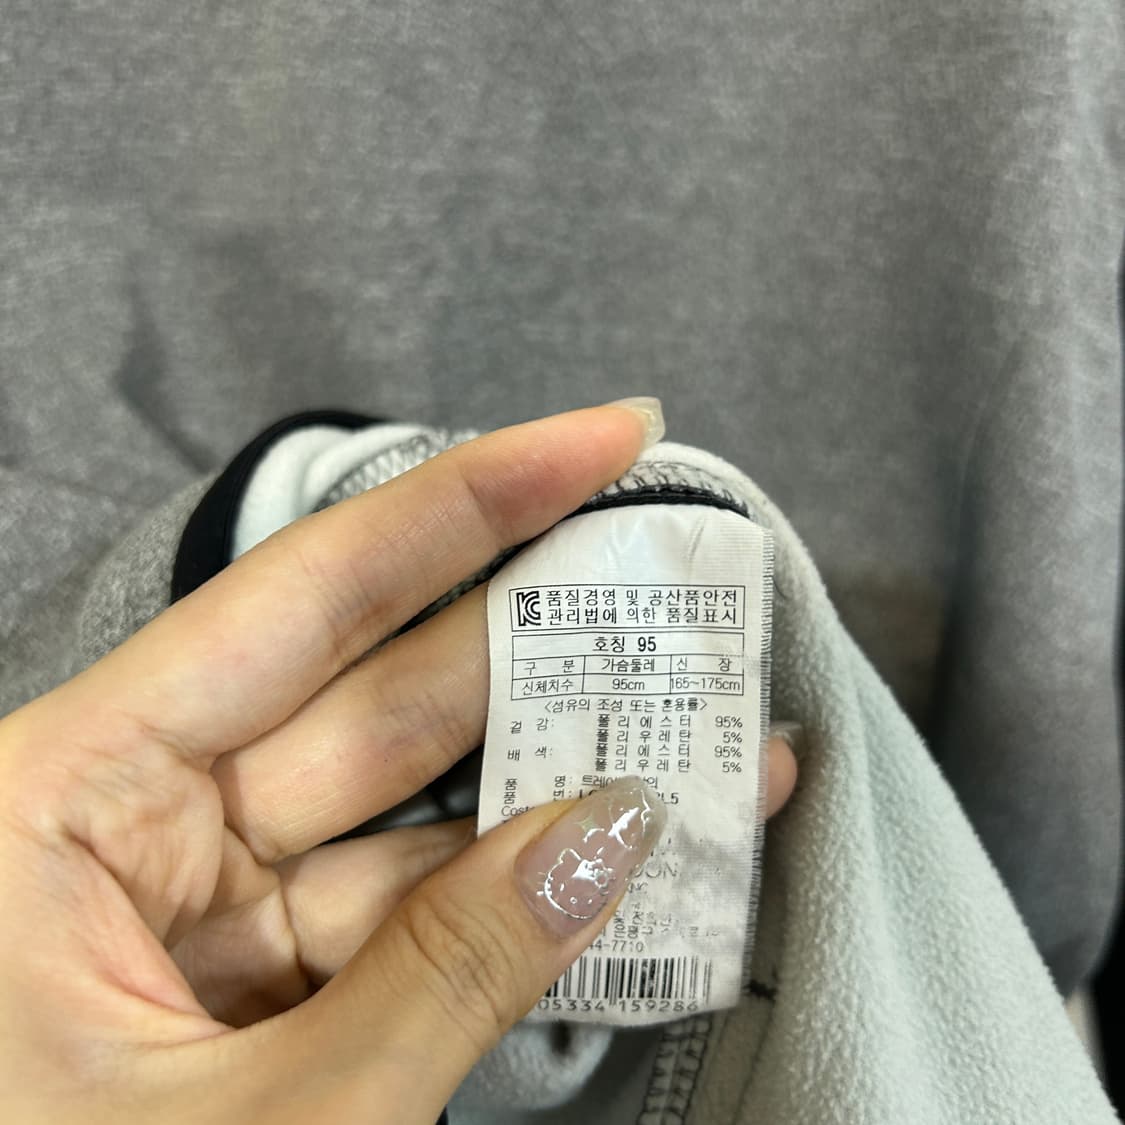 품질경영 및 공산품안전
관리법에 의한 품질표시
호칭 95
구 분 가슴둘레 신 장
신체치수 95cm 165~175cm
<섬유의 조성 또는 혼용률>
겉 감: 폴리에스터 95%
폴리우레탄 5%
배 색: 폴리에스터 95%
폴리우레탄 5%
품 명:
품 번:
44-7710
05334 159286